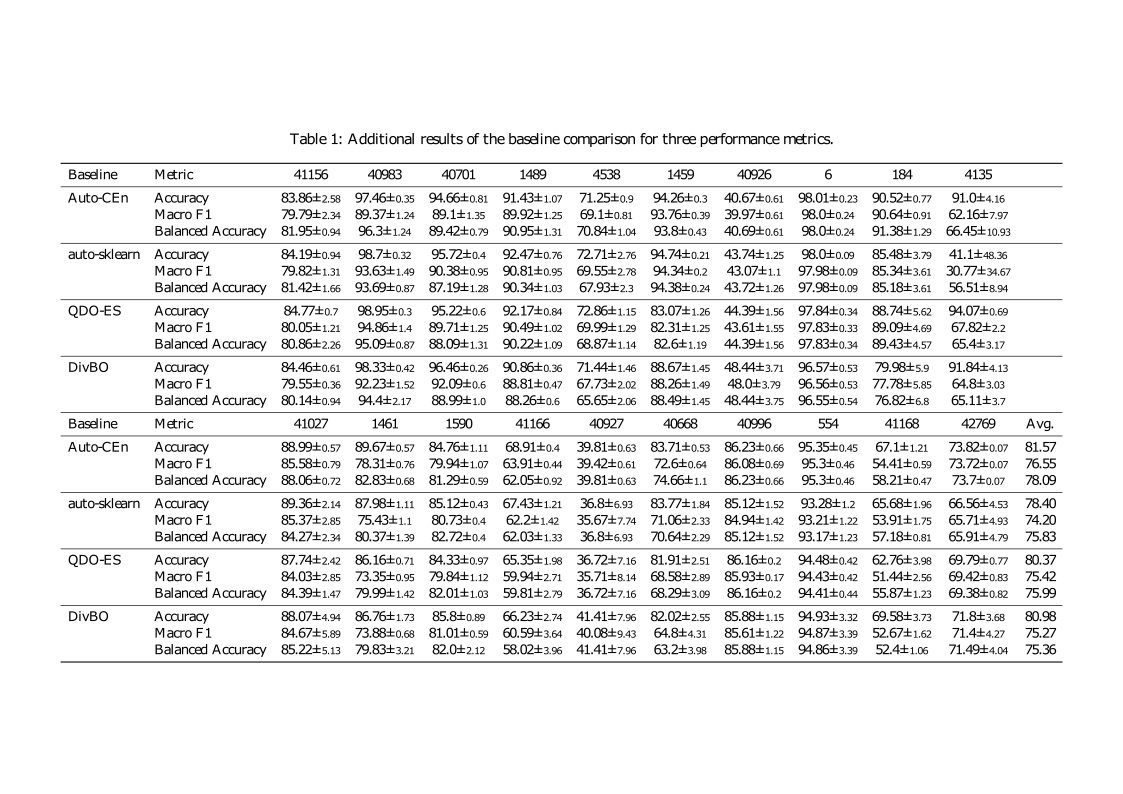 Table 1: Additional results of the baseline comparison for three performance metrics.
Baseline Metric 41156 40983 40701 1489 4538 1459 40926 6 184 4135
Auto-CEn Accuracy 83.86±2.58 97.46±0.35 94.66±0.81 91.43±1.07 71.25±0.9 94.26±0.3 40.67±0.61 98.01±0.23 90.52±0.77 91.0±4.16
Macro F1 79.79±2.34 89.37±1.24 89.1±1.35 89.92±1.25 69.1±0.81 93.76±0.39 39.97±0.61 98.0±0.24 90.64±0.91 62.16±7.97
Balanced Accuracy 81.95±0.94 96.3±1.24 89.42±0.79 90.95±1.31 70.84±1.04 93.8±0.43 40.69±0.61 98.0±0.24 91.38±1.29 66.45±10.93
auto-sklearn Accuracy 84.19±0.94 98.7±0.32 95.72±0.4 92.47±0.76 72.71±2.76 94.74±0.21 43.74±1.25 98.0±0.09 85.48±3.79 41.1±48.36
Macro F1 79.82±1.31 93.63±1.49 90.38±0.95 90.81±0.95 69.55±2.78 94.34±0.2 43.07±1.1 97.98±0.09 85.34±3.61 30.77±34.67
Balanced Accuracy 81.42±1.66 93.69±0.87 87.19±1.28 90.34±1.03 67.93±2.3 94.38±0.24 43.72±1.26 97.98±0.09 85.18±3.61 56.51±8.94
QDO-ES Accuracy 84.77±0.7 98.95±0.3 95.22±0.6 92.17±0.84 72.86±1.15 83.07±1.26 44.39±1.56 97.84±0.34 88.74±5.62 94.07±0.69
Macro F1 80.05±1.21 94.86±1.4 89.71±1.25 90.49±1.02 69.99±1.29 82.31±1.25 43.61±1.55 97.83±0.33 89.09±4.69 67.82±2.2
Balanced Accuracy 80.86±2.26 95.09±0.87 88.09±1.31 90.22±1.09 68.87±1.14 82.6±1.19 44.39±1.56 97.83±0.34 89.43±4.57 65.4±3.17
DivBO Accuracy 84.46±0.61 98.33±0.42 96.46±0.26 90.86±0.36 71.44±1.46 88.67±1.45 48.44±3.71 96.57±0.53 79.98±5.9 91.84±4.13
Macro F1 79.55±0.36 92.23±1.52 92.09±0.6 88.81±0.47 67.73±2.02 88.26±1.49 48.0±3.79 96.56±0.53 77.78±5.85 64.8±3.03
Balanced Accuracy 80.14±0.94 94.4±2.17 88.99±1.0 88.26±0.6 65.65±2.06 88.49±1.45 48.44±3.75 96.55±0.54 76.82±6.8 65.11±3.7
Baseline Metric 41027 1461 1590 41166 40927 40668 40996 554 41168 42769 Avg.
Auto-CEn Accuracy 88.99±0.57 89.67±0.57 84.76±1.11 68.91±0.4 39.81±0.63 83.71±0.53 86.23±0.66 95.35±0.45 67.1±1.21 73.82±0.07 81.57
Macro F1 85.58±0.79 78.31±0.76 79.94±1.07 63.91±0.44 39.42±0.61 72.6±0.64 86.08±0.69 95.3±0.46 54.41±0.59 73.72±0.07 76.55
Balanced Accuracy 88.06±0.72 82.83±0.68 81.29±0.59 62.05±0.92 39.81±0.63 74.66±1.1 86.23±0.66 95.3±0.46 58.21±0.47 73.7±0.07 78.09
auto-sklearn Accuracy 89.36±2.14 87.98±1.11 85.12±0.43 67.43±1.21 36.8±6.93 83.77±1.84 85.12±1.52 93.28±1.2 65.68±1.96 66.56±4.53 78.40
Macro F1 85.37±2.85 75.43±1.1 80.73±0.4 62.2±1.42 35.67±7.74 71.06±2.33 84.94±1.42 93.21±1.22 53.91±1.75 65.71±4.93 74.20
Balanced Accuracy 84.27±2.34 80.37±1.39 82.72±0.4 62.03±1.33 36.8±6.93 70.64±2.29 85.12±1.52 93.17±1.23 57.18±0.81 65.91±4.79 75.83
QDO-ES Accuracy 87.74±2.42 86.16±0.71 84.33±0.97 65.35±1.98 36.72±7.16 81.91±2.51 86.16±0.2 94.48±0.42 62.76±3.98 69.79±0.77 80.37
Macro F1 84.03±2.85 73.35±0.95 79.84±1.12 59.94±2.71 35.71±8.14 68.58±2.89 85.93±0.17 94.43±0.42 51.44±2.56 69.42±0.83 75.42
Balanced Accuracy 84.39±1.47 79.99±1.42 82.01±1.03 59.81±2.79 36.72±7.16 68.29±3.09 86.16±0.2 94.41±0.44 55.87±1.23 69.38±0.82 75.99
DivBO Accuracy 88.07±4.94 86.76±1.73 85.8±0.89 66.23±2.74 41.41±7.96 82.02±2.55 85.88±1.15 94.93±3.32 69.58±3.73 71.8±3.68 80.98
Macro F1 84.67±5.89 73.88±0.68 81.01±0.59 60.59±3.64 40.08±9.43 64.8±4.31 85.61±1.22 94.87±3.39 52.67±1.62 71.4±4.27 75.27
Balanced Accuracy 85.22±5.13 79.83±3.21 82.0±2.12 58.02±3.96 41.41±7.96 63.2±3.98 85.88±1.15 94.86±3.39 52.4±1.06 71.49±4.04 75.36